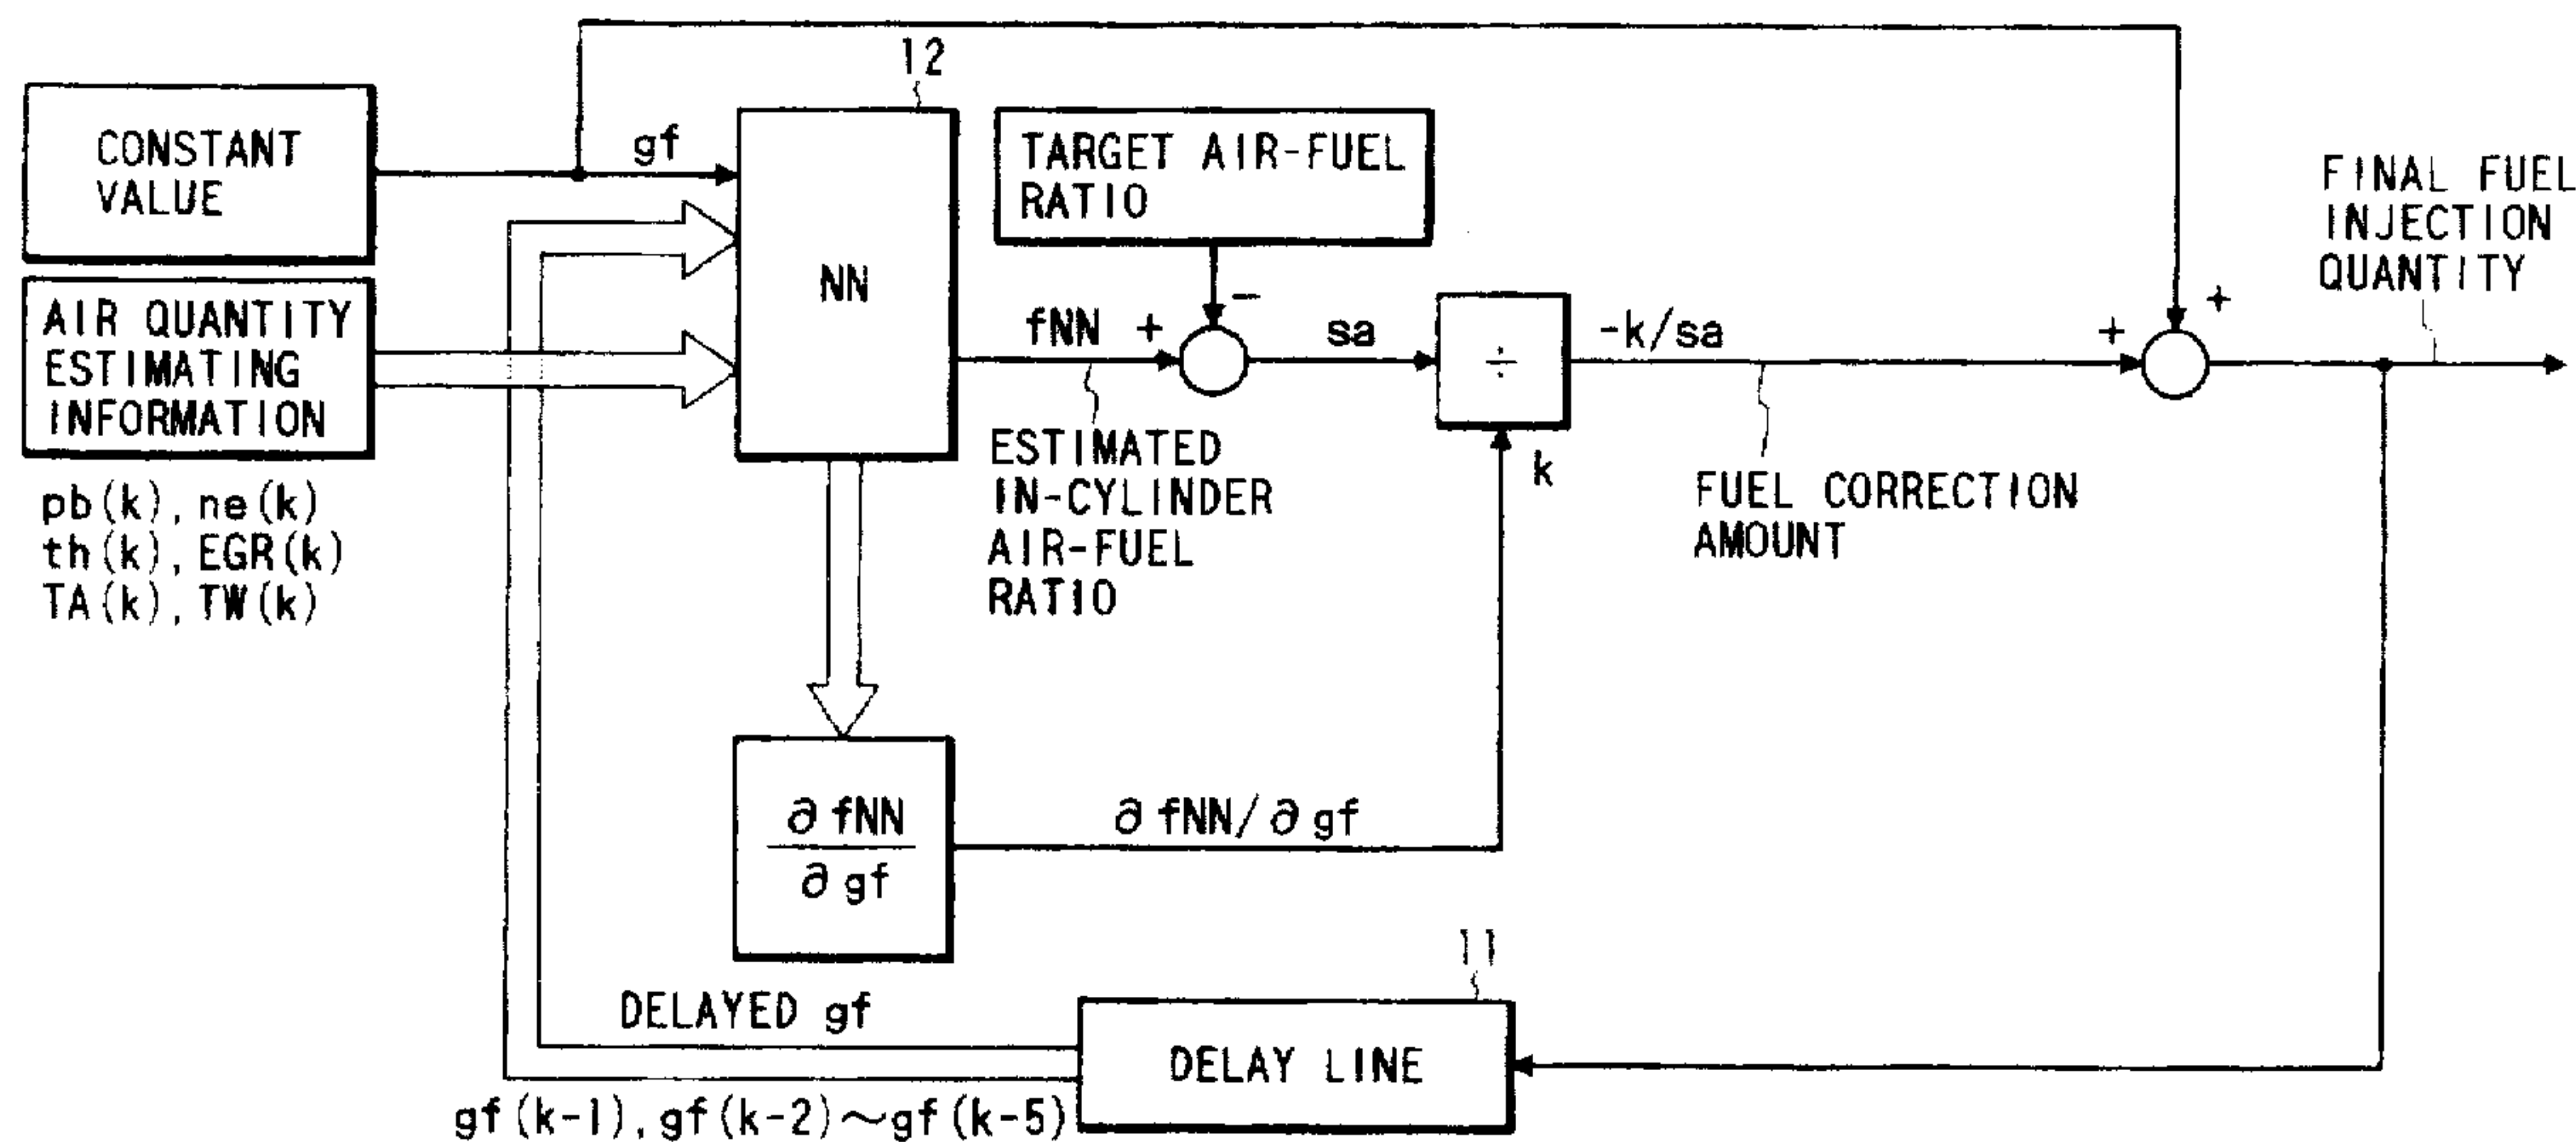 12
CONSTANT
VALUE
gf
NN
TARGET AIR-FUEL
RATIO
−
FINAL FUEL
INJECTION
QUANTITY
AIR QUANTITY
ESTIMATING
INFORMATION
fNN
+
sa
÷
-k/sa
+
+
pb(k), ne(k)
th(k), EGR(k)
TA(k), TW(k)
ESTIMATED
IN-CYLINDER
AIR-FUEL
RATIO
k
FUEL CORRECTION
AMOUNT
∂ fNN
∂ gf
∂ fNN/∂ gf
11
DELAYED gf
DELAY LINE
gf(k-1), gf(k-2)~gf(k-5)